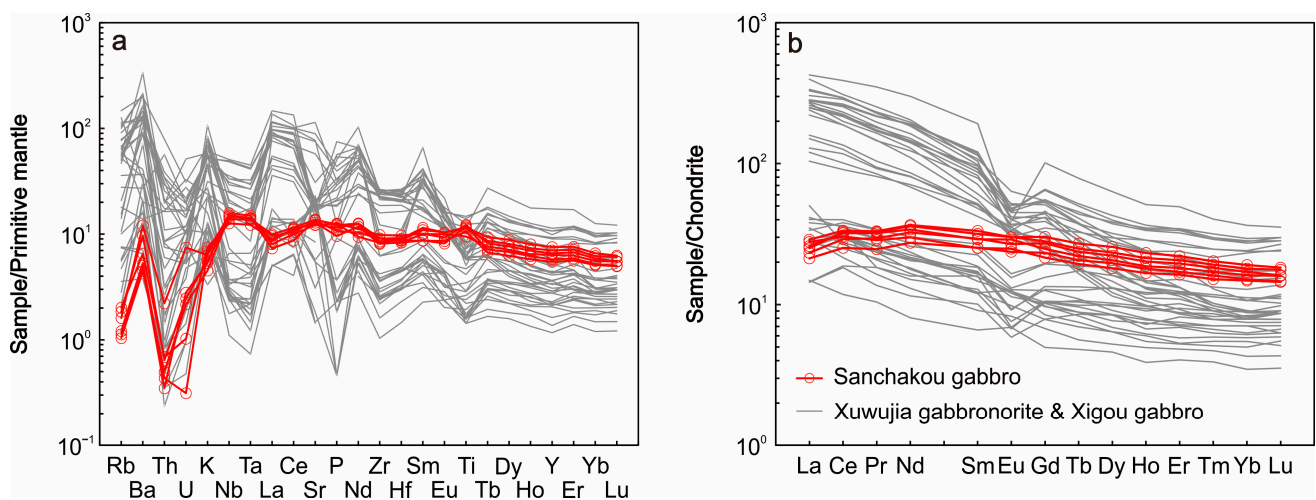 a
Sample/Primitive mantle
10³
10²
10¹
10⁰
10⁻¹
Rb Th K Ta Ce P Zr Sm Ti Dy Y Yb
Ba U Nb La Sr Nd Hf Eu Tb Ho Er Lu
b
Sample/Chondrite
10³
10²
10¹
10⁰
Sanchakou gabbro
Xuwujia gabbronorite & Xigou gabbro
La Ce Pr Nd Sm Eu Gd Tb Dy Ho Er Tm Yb Lu